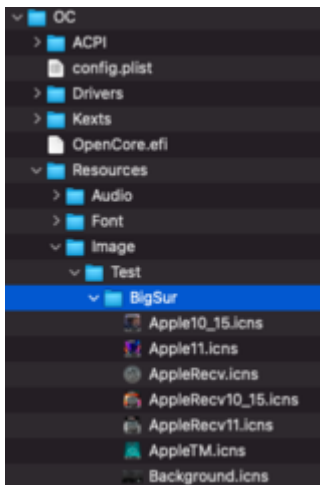 OC
ACPI
config.plist
Drivers
Kexts
OpenCore.efi
Resources
Audio
Font
Image
Test
BigSur
Apple10_15.icns
Apple11.icns
AppleRecv.icns
AppleRecv10_15.icns
AppleRecv11.icns
AppleTM.icns
Background.icns